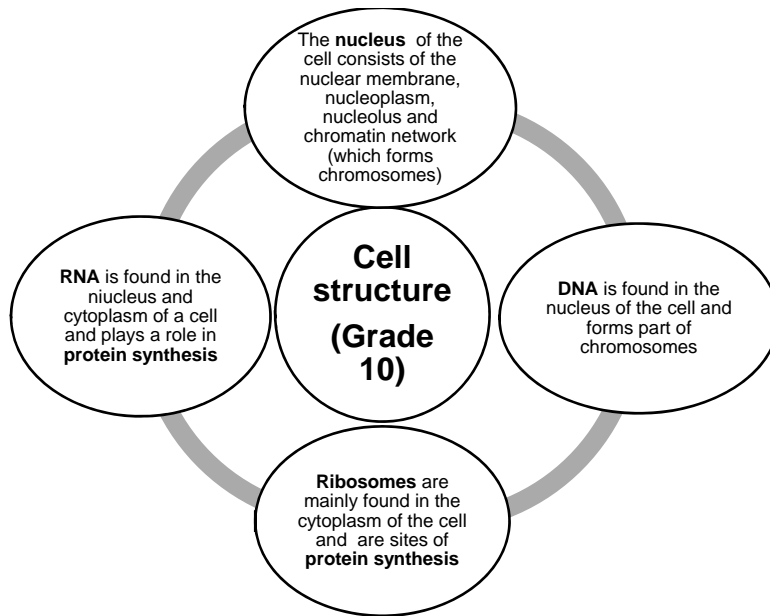 The nucleus of the
cell consists of the
nuclear membrane,
nucleoplasm,
nucleolus and
chromatin network
(which forms
chromosomes)
RNA is found in the
niucleus and
cytoplasm of a cell
and plays a role in
protein synthesis
Cell
structure
(Grade
10)
DNA is found in the
nucleus of the cell and
forms part of
chromosomes
Ribosomes are
mainly found in the
cytoplasm of the cell
and are sites of
protein synthesis